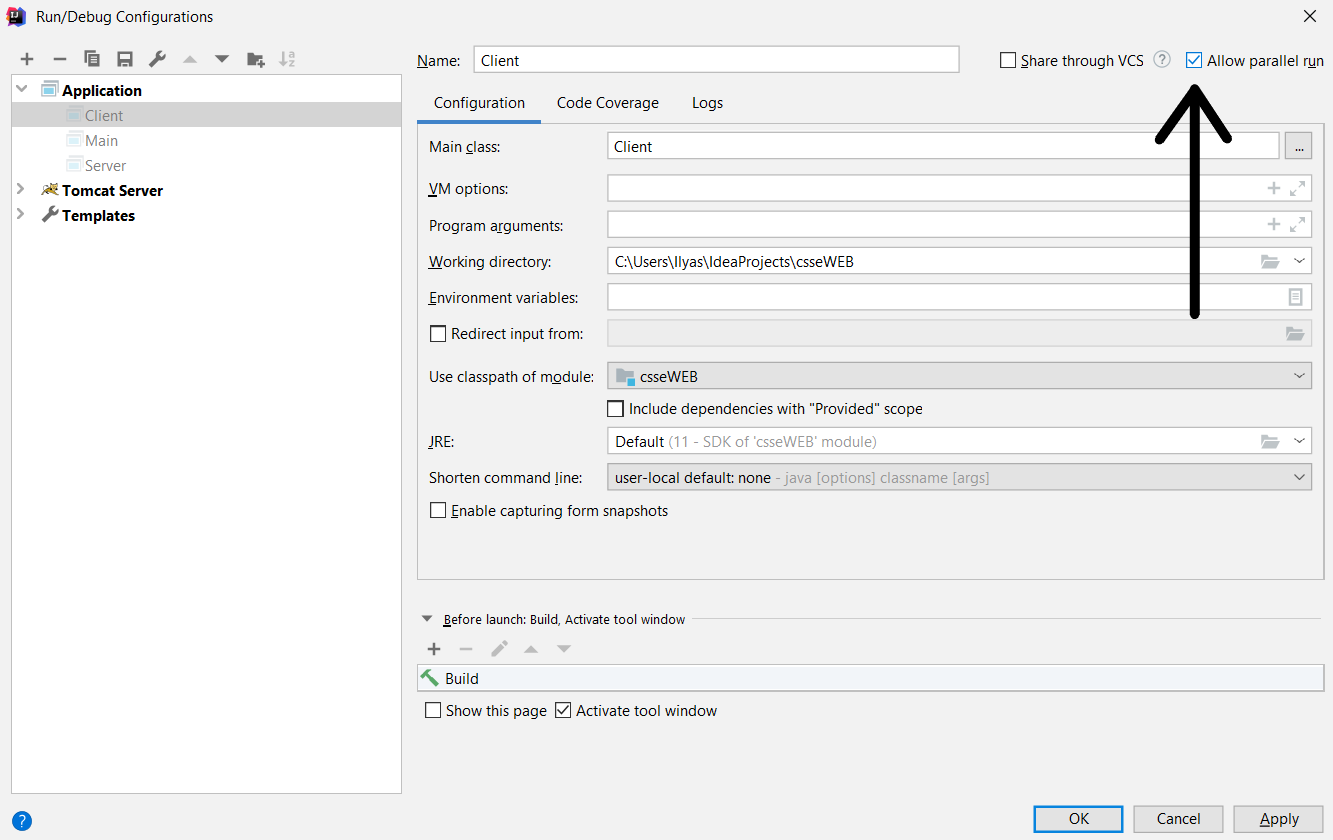 Run/Debug Configurations
Name: Client Share through VCS ? Allow parallel run
Application
Client
Main
Server
Tomcat Server
Templates
Configuration Code Coverage Logs
Main class: Client ...
VM options:
Program arguments:
Working directory: C:\Users\Ilyas\IdeaProjects\csseWEB
Environment variables:
Redirect input from:
Use classpath of module: csseWEB
Include dependencies with "Provided" scope
JRE: Default (11 - SDK of 'csseWEB' module)
Shorten command line: user-local default: none - java [options] classname [args]
Enable capturing form snapshots
Before launch: Build, Activate tool window
Build
Show this page Activate tool window
? OK Cancel Apply